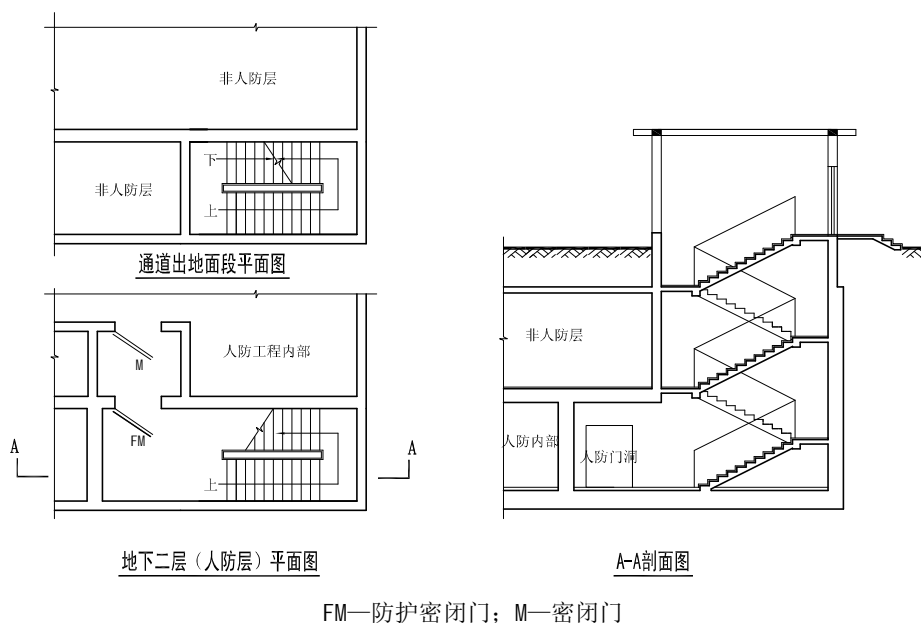 非人防层
非人防层
下
上
通道出地面段平面图
人防工程内部
M
FM
上
A
A
地下二层（人防层）平面图
非人防层
人防内部
人防门洞
A-A剖面图
FM—防护密闭门；M—密闭门